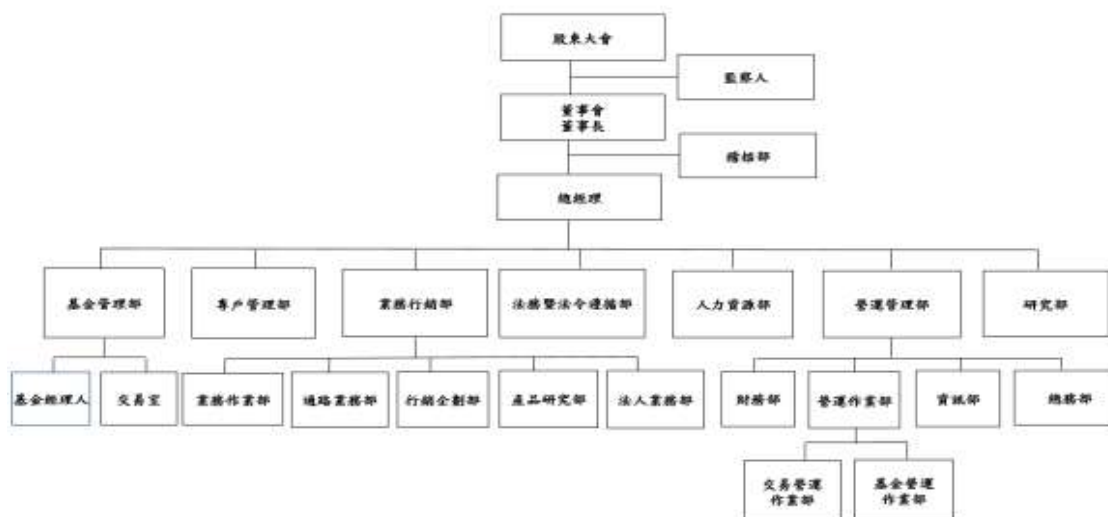 股東大會
監察人
董事會
董事長
稽核部
總經理
基金管理部
專戶管理部
業務行銷部
法務暨法令遵循部
人力資源部
營運管理部
研究部
基金經理人
交易室
業務作業部
通路業務部
行銷企劃部
產品研究部
法人業務部
財務部
營運作業部
資訊部
總務部
交易營運
作業部
基金營運
作業部